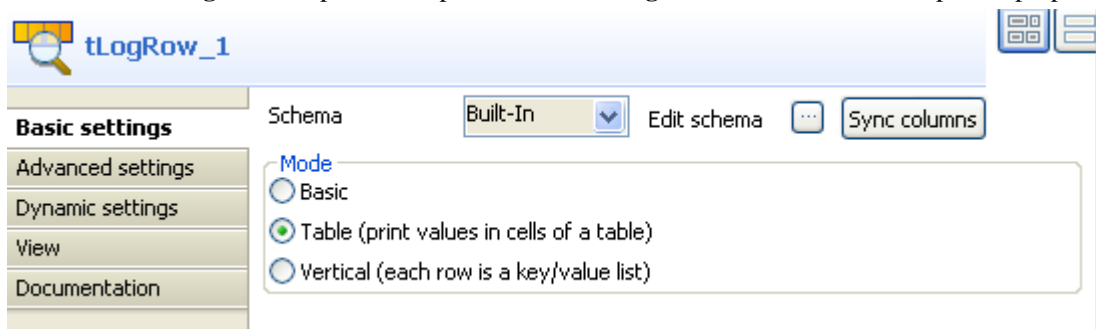 tLogRow_1
Basic settings
Advanced settings
Dynamic settings
View
Documentation
Schema Built-In Edit schema ... Sync columns
Mode
Basic
Table (print values in cells of a table)
Vertical (each row is a key/value list)